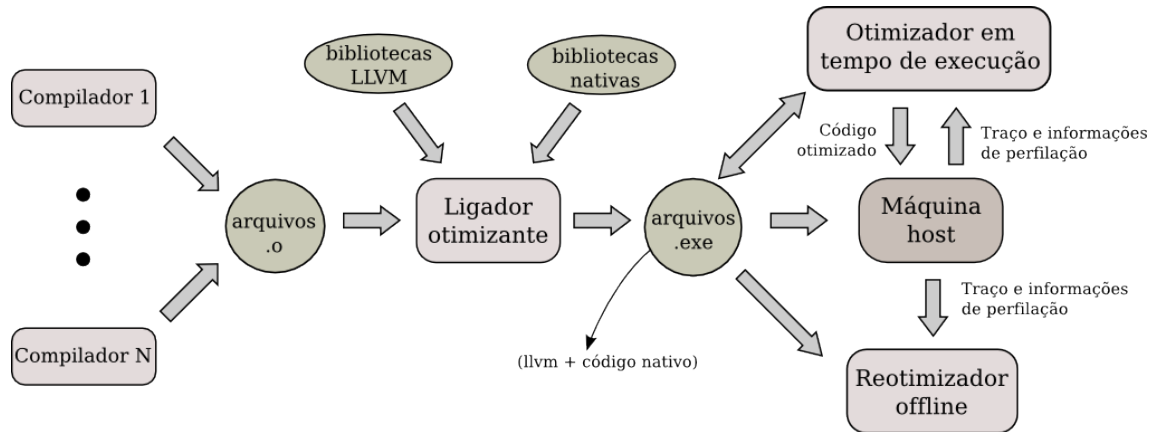 Compilador 1
Compilador N
arquivos
.o
bibliotecas
LLVM
bibliotecas
nativas
Ligador
otimizante
arquivos
.exe
(llvm + código nativo)
Otimizador em
tempo de execução
Código
otimizado
Traço e informações
de perfilação
Máquina
host
Traço e informações
de perfilação
Reotimizador
offline